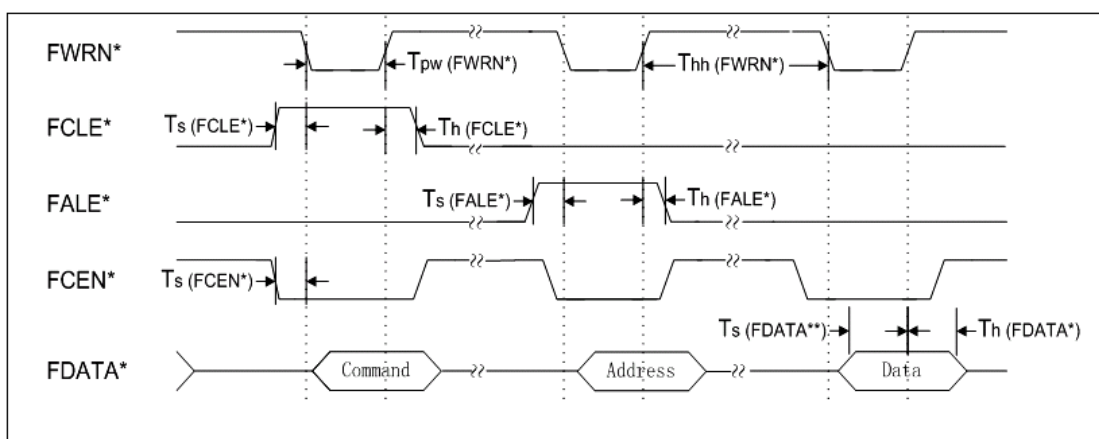 FWRN*
Tpw (FWRN*)
Thh (FWRN*)
FCLE*
Ts (FCLE*)
Th (FCLE*)
FALE*
Ts (FALE*)
Th (FALE*)
FCEN*
Ts (FCEN*)
Ts (FDATA**)
Th (FDATA*)
FDATA*
Command
Address
Data